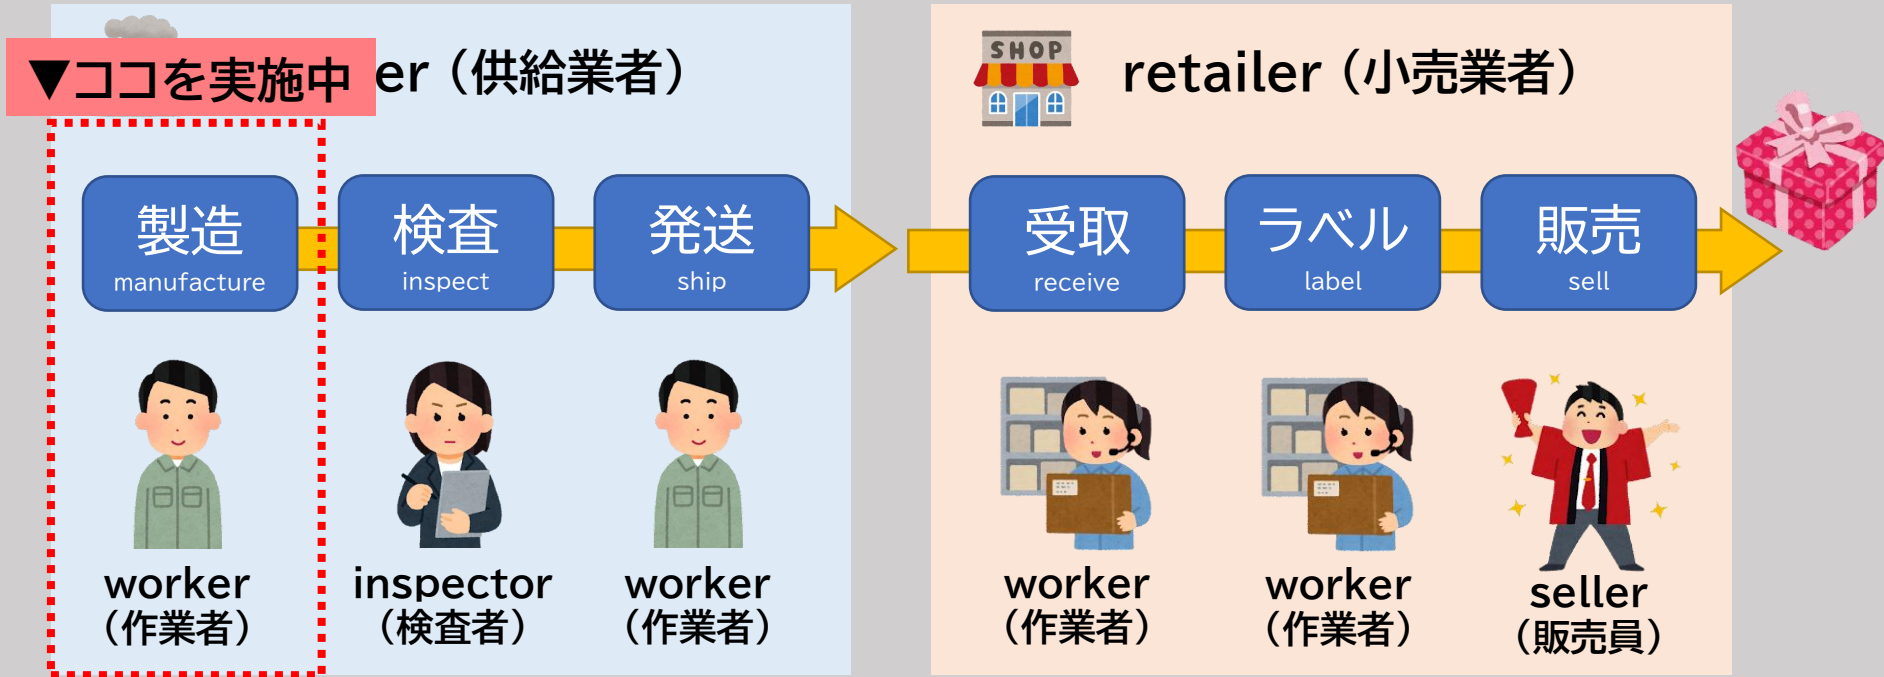 ▼ココを実施中
er（供給業者）
製造
manufacture
検査
inspect
発送
ship
worker
（作業者）
inspector
（検査者）
worker
（作業者）
SHOP
retailer（小売業者）
受取
receive
ラベル
label
販売
sell
worker
（作業者）
worker
（作業者）
seller
（販売員）